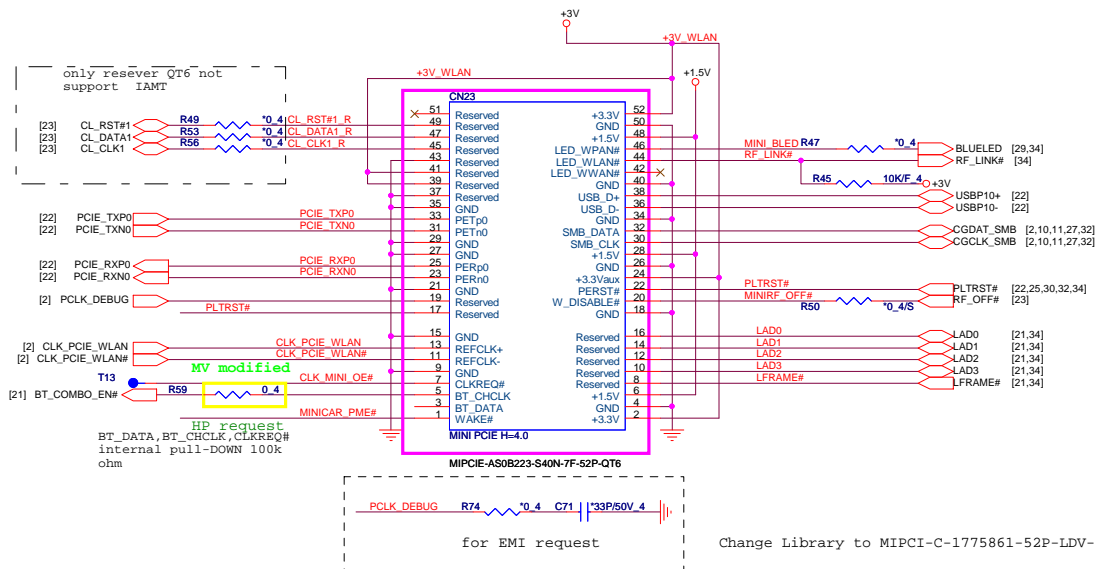 +3V
+3V_WLAN
+3V_WLAN
+1.5V
only resever QT6 not
support IAMT
[23] CL_RST#1 R49 *0_4 CL_RST#1_R
[23] CL_DATA1 R53 *0_4 CL_DATA1_R
[23] CL_CLK1 R56 *0_4 CL_CLK1_R
CN23
51 Reserved
49 Reserved
47 Reserved
45 Reserved
43 Reserved
41 Reserved
39 Reserved
37 Reserved
35 GND
33 PETp0
31 PETn0
29 GND
27 GND
25 PERp0
23 PERn0
21 GND
19 Reserved
17 Reserved
15 GND
13 REFCLK+
11 REFCLK-
9 GND
7 CLKREQ#
5 BT_CHCLK
3 BT_DATA
1 WAKE#
+3.3V 52
GND 50
+1.5V 48
LED_WPAN# 46
LED_WLAN# 44
LED_WWAN# 42
GND 40
USB_D+ 38
USB_D- 36
GND 34
SMB_DATA 32
SMB_CLK 30
+1.5V 28
GND 26
+3.3Vaux 24
PERST# 22
W_DISABLE# 20
GND 18
Reserved 16
Reserved 14
Reserved 12
Reserved 10
Reserved 8
+1.5V 6
GND 4
+3.3V 2
MINI PCIE H=4.0
MIPCIE-AS0B223-S40N-7F-52P-QT6
[22] PCIE_TXP0 PCIE_TXP0
[22] PCIE_TXN0 PCIE_TXN0
[22] PCIE_RXP0 PCIE_RXP0
[22] PCIE_RXN0 PCIE_RXN0
[2] PCLK_DEBUG
PLTRST#
[2] CLK_PCIE_WLAN CLK_PCIE_WLAN
[2] CLK_PCIE_WLAN# CLK_PCIE_WLAN#
MV modified
T13 CLK_MINI_OE#
[21] BT_COMBO_EN# R59 0_4
MINICAR_PME#
HP request
BT_DATA,BT_CHCLK,CLKREQ#
internal pull-DOWN 100k
ohm
MINI_BLED R47 *0_4 BLUELED [29,34]
RF_LINK# RF_LINK# [34]
R45 10K/F_4 +3V
USBP10+ [22]
USBP10- [22]
CGDAT_SMB [2,10,11,27,32]
CGCLK_SMB [2,10,11,27,32]
PLTRST# PLTRST# [22,25,30,32,34]
MINIRF_OFF# R50 *0_4/S RF_OFF# [23]
LAD0 LAD0 [21,34]
LAD1 LAD1 [21,34]
LAD2 LAD2 [21,34]
LAD3 LAD3 [21,34]
LFRAME# LFRAME# [21,34]
PCLK_DEBUG R74 *0_4 C71 *33P/50V_4
for EMI request
Change Library to MIPCI-C-1775861-52P-LDV-